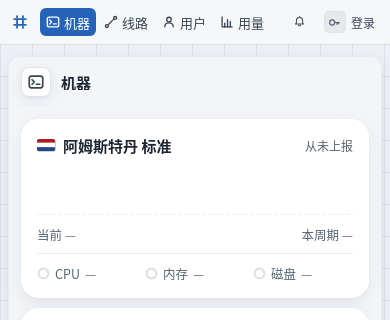 机器 线路 用户 用量 登录
机器
阿姆斯特丹 标准 从未上报
当前 — 本周期 —
CPU — 内存 — 磁盘 —